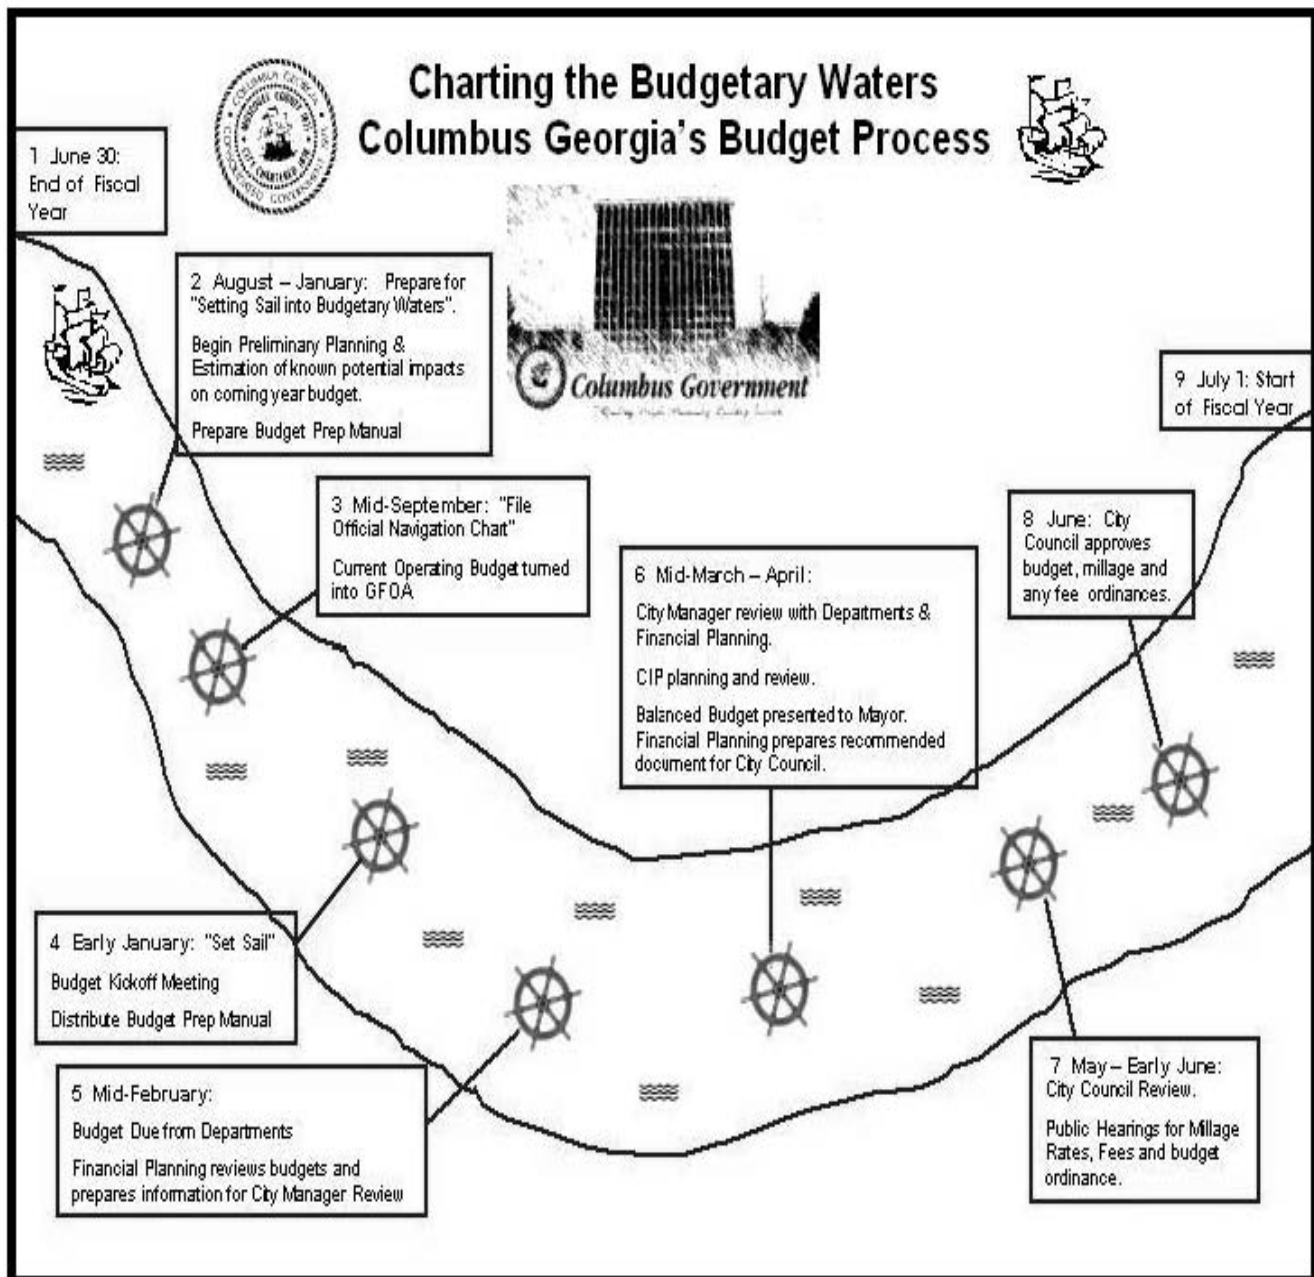 Charting the Budgetary Waters
Columbus Georgia's Budget Process
1 June 30:
End of Fiscal
Year
2 August – January: Prepare for
"Setting Sail into Budgetary Waters".
Begin Preliminary Planning &
Estimation of known potential impacts
on coming year budget.
Prepare Budget Prep Manual
Columbus Government
3 Mid-September: "File
Official Navigation Chart"
Current Operating Budget turned
into GFOA
4 Early January: "Set Sail"
Budget Kickoff Meeting
Distribute Budget Prep Manual
5 Mid-February:
Budget Due from Departments
Financial Planning reviews budgets and
prepares information for City Manager Review
6 Mid-March – April:
City Manager review with Departments &
Financial Planning.
CIP planning and review.
Balanced Budget presented to Mayor.
Financial Planning prepares recommended
document for City Council.
7 May – Early June:
City Council Review.
Public Hearings for Millage
Rates, Fees and budget
ordinance.
8 June: City
Council approves
budget, millage and
any fee ordinances.
9 July 1: Start
of Fiscal Year